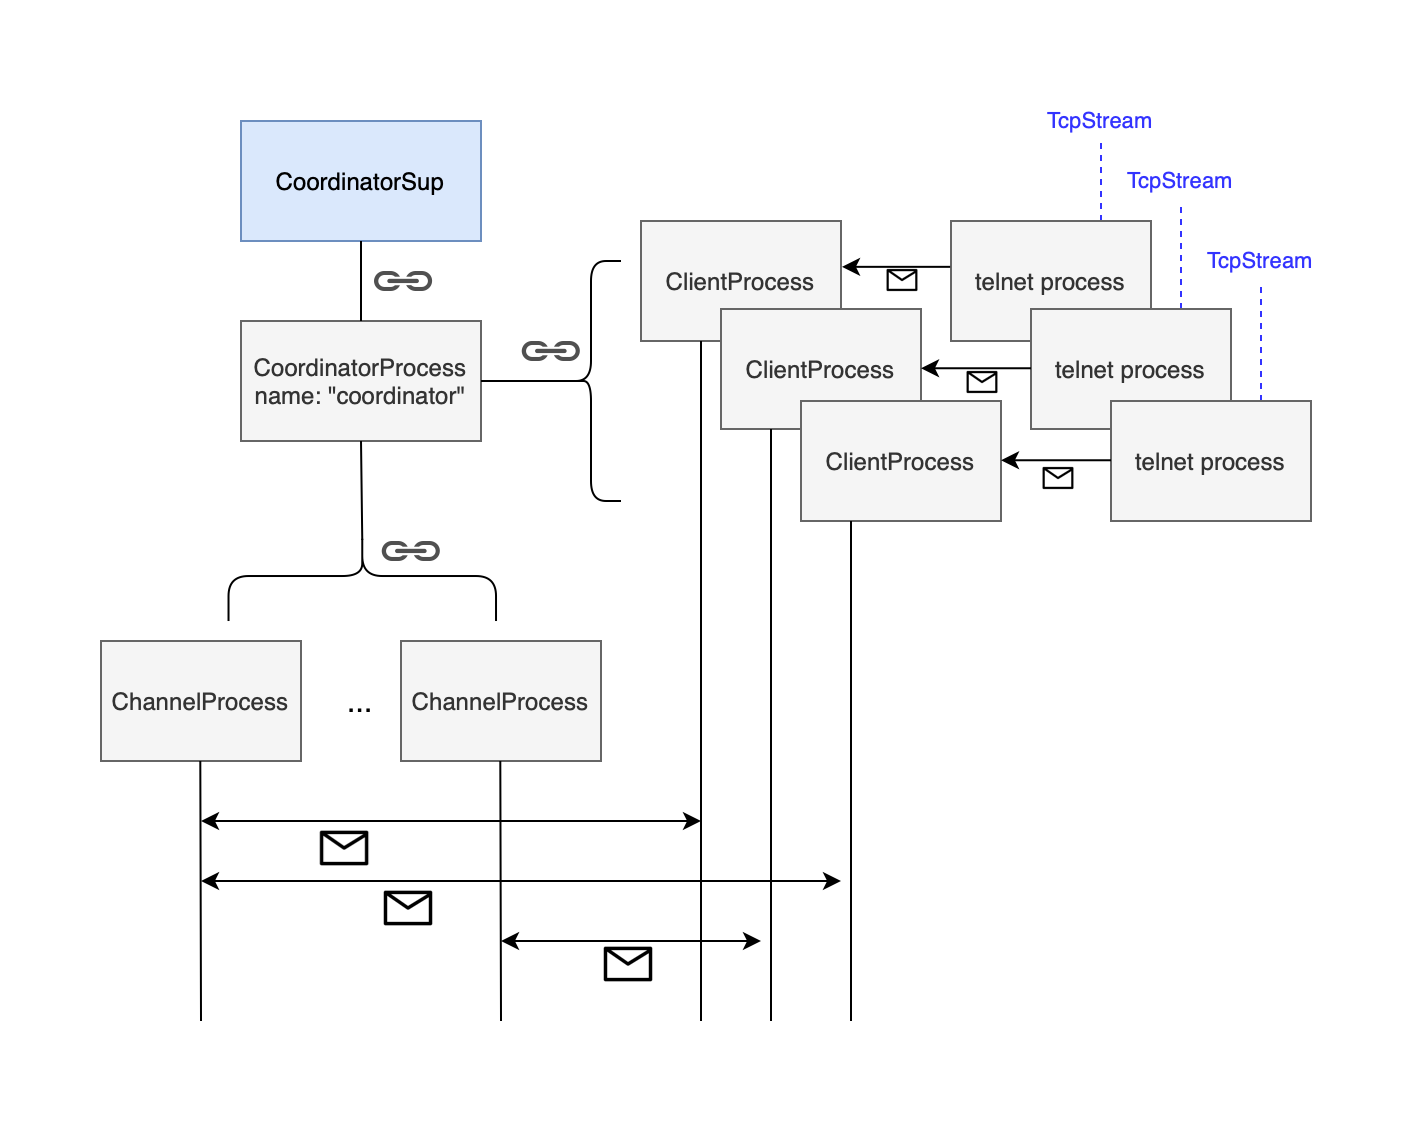 TcpStream
TcpStream
TcpStream
CoordinatorSup
ClientProcess
telnet process
CoordinatorProcess
name: "coordinator"
ClientProcess
telnet process
ClientProcess
telnet process
ChannelProcess
...
ChannelProcess